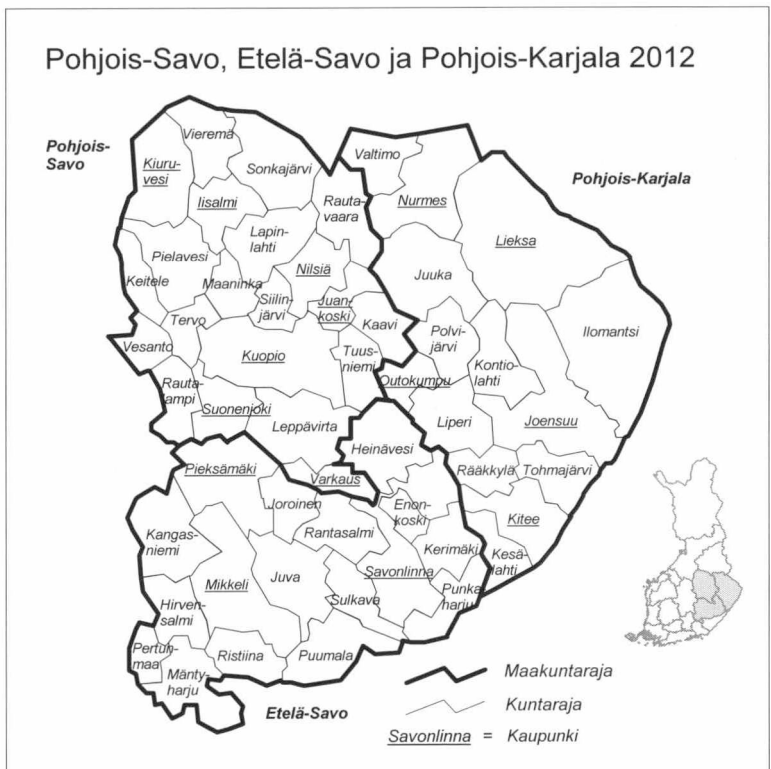 Pohjois-Savo, Etelä-Savo ja Pohjois-Karjala 2012
Pohjois-
Savo
Vieremä
Kiuru-
vesi
Sonkajärvi
Valtimo
Pohjois-Karjala
Iisalmi
Rauta-
vaara
Nurmes
Lapin-
lahti
Lieksa
Pielavesi
Nilsiä
Juuka
Keitele
Maaninka
Siilin-
järvi
Juan-
koski
Kaavi
Ilomantsi
Tervo
Vesanto
Kuopio
Tuus-
niemi
Polvi-
järvi
Kontio-
lahti
Rauta-
lampi
Outokumpu
Suonenjoki
Leppävirta
Liperi
Joensuu
Heinävesi
Pieksämäki
Varkaus
Rääkkylä
Tohmajärvi
Joroinen
Enon-
koski
Kitee
Kangas-
niemi
Rantasalmi
Kerimäki
Kesä-
lahti
Mikkeli
Juva
Savonlinna
Punka-
harju
Hirven-
salmi
Sulkava
Pertun-
maa
Mänty-
harju
Ristiina
Puumala
Etelä-Savo
Maakuntaraja
Kuntaraja
Savonlinna = Kaupunki